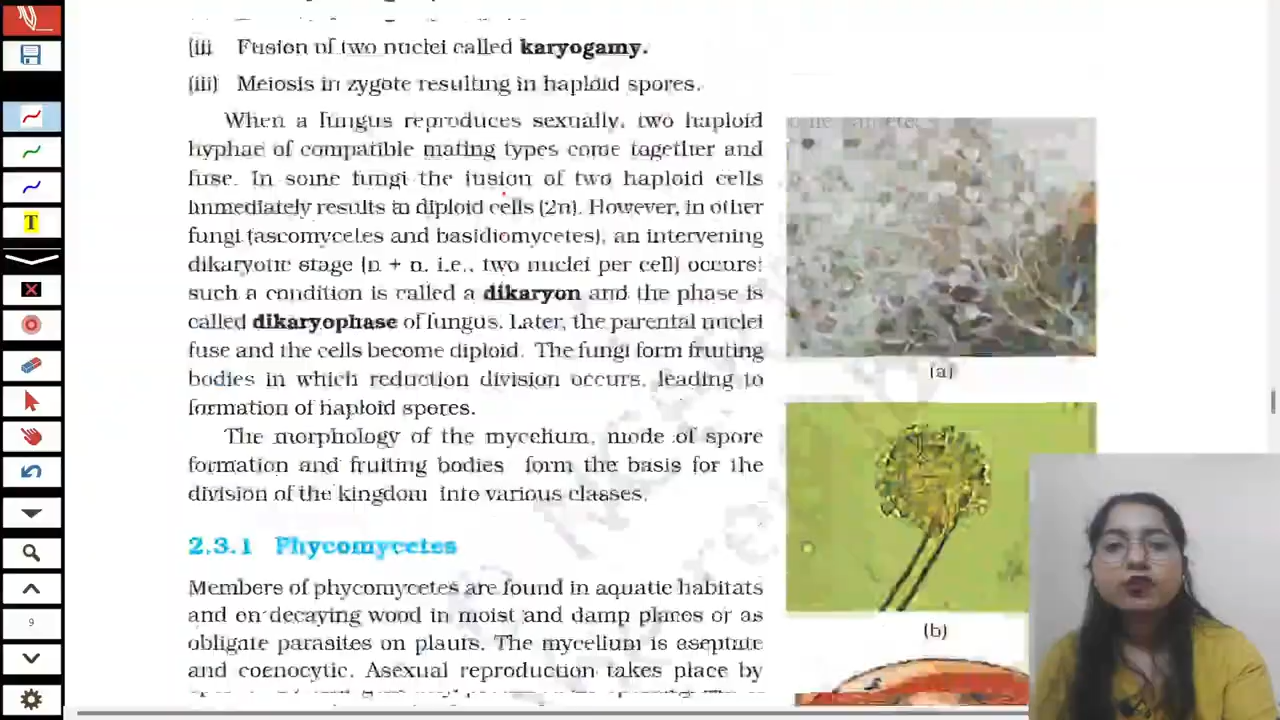 (ii) Fusion of two nuclei called karyogamy.
(iii) Meiosis in zygote resulting in haploid spores.
When a fungus reproduces sexually, two haploid
hyphae of compatible mating types come together and
fuse. In some fungi the fusion of two haploid cells
immediately results in diploid cells (2n). However, in other
fungi (ascomycetes and basidiomycetes), an intervening
dikaryotic stage (n + n, i.e., two nuclei per cell) occurs;
such a condition is called a dikaryon and the phase is
called dikaryophase of fungus. Later, the parental nuclei
fuse and the cells become diploid. The fungi form fruiting
bodies in which reduction division occurs, leading to
formation of haploid spores.
The morphology of the mycelium, mode of spore
formation and fruiting bodies form the basis for the
division of the kingdom into various classes.
2.3.1 Phycomycetes
Members of phycomycetes are found in aquatic habitats
and on decaying wood in moist and damp places or as
obligate parasites on plants. The mycelium is aseptate
and coenocytic. Asexual reproduction takes place by
(a)
(b)
T
9